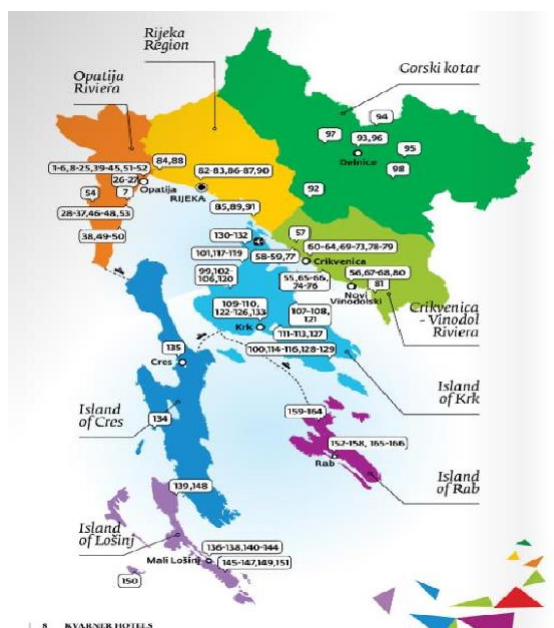 Rijeka
Region
Opatija
Riviera
Gorski kotar
94
97
93,96
Delnice
95
98
92
84,88
1-6,8-25,39-45,51-52
26-27
Opatija
54
7
82-83,86-87,90
RIJEKA
28-37,46-48,53
85,89,91
38,49-50
130-132
57
60-64,69-73,78-79
101,117-119
58-59,77
Crikvenica
99,102-
106,120
55,65-66,
74-76
56,67-68,80
81
Novi
Vinodolski
Crikvenica
- Vinodol
Riviera
109-110,
122-126,133
107-108,
121
Krk
111-113,127
100,114-116,128-129
135
Cres
Island
of Krk
Island
of Cres
134
159-164
152-158, 165-166
Rab
Island
of Rab
139,148
Island
of Lošinj
136-138,140-144
Mali Lošinj
145-147,149,151
150
8 KVARNER HOTELS